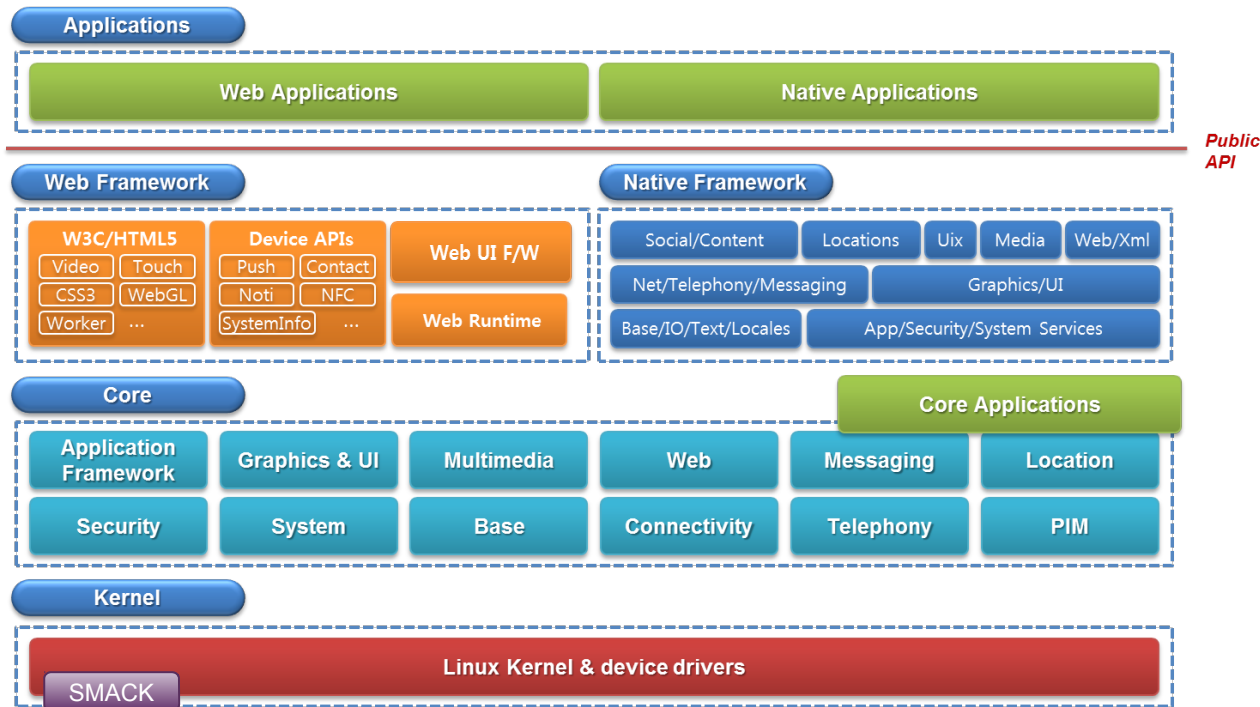 Applications
Web Applications
Native Applications
Public
API
Web Framework
Native Framework
W3C/HTML5
Video
Touch
CSS3
WebGL
Worker
...
Device APIs
Push
Contact
Noti
NFC
SystemInfo
...
Web UI F/W
Web Runtime
Social/Content
Locations
Uix
Media
Web/Xml
Net/Telephony/Messaging
Graphics/UI
Base/IO/Text/Locales
App/Security/System Services
Core
Core Applications
Application
Framework
Graphics & UI
Multimedia
Web
Messaging
Location
Security
System
Base
Connectivity
Telephony
PIM
Kernel
Linux Kernel & device drivers
SMACK